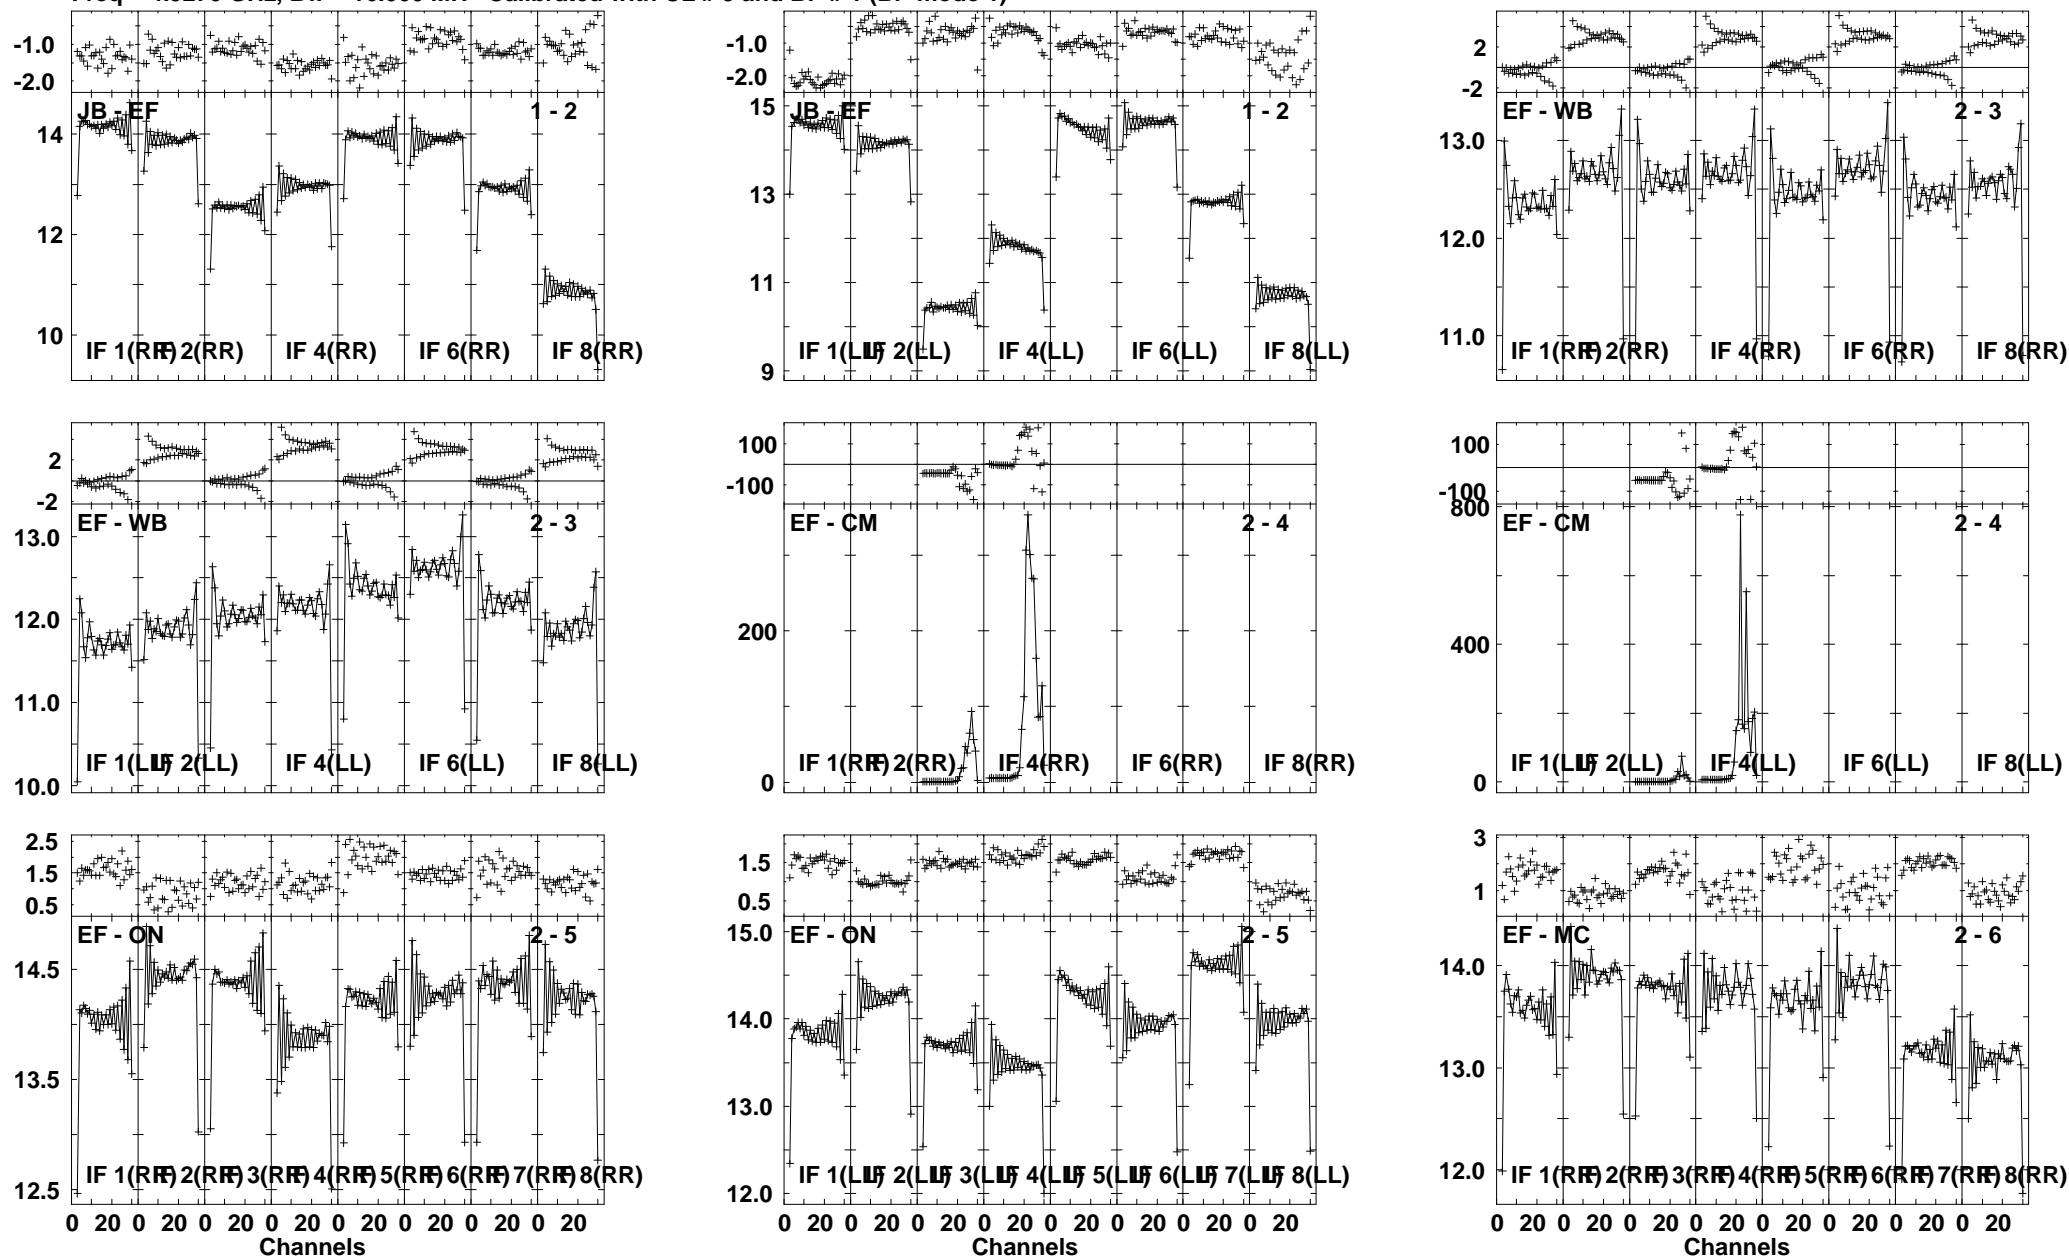 -1.0
-2.0
JB - EF 1 - 2
14
12
10
IF 1(RR) IF 2(RR) IF 4(RR) IF 6(RR) IF 8(RR)
-1.0
-2.0
15
JB - EF 1 - 2
13
11
9
IF 1(LL) IF 2(LL) IF 4(LL) IF 6(LL) IF 8(LL)
2
-2
EF - WB 2 - 3
13.0
12.0
11.0
IF 1(RR) IF 2(RR) IF 4(RR) IF 6(RR) IF 8(RR)
2
-2
EF - WB 2 - 3
13.0
12.0
11.0
10.0
IF 1(LL) IF 2(LL) IF 4(LL) IF 6(LL) IF 8(LL)
100
-100
EF - CM 2 - 4
200
0
IF 1(RR) IF 2(RR) IF 4(RR) IF 6(RR) IF 8(RR)
100
-100
800
EF - CM 2 - 4
400
0
IF 1(LL) IF 2(LL) IF 4(LL) IF 6(LL) IF 8(LL)
2.5
1.5
0.5
EF - ON 2 - 5
14.5
13.5
12.5
IF 1(RR) IF 2(RR) IF 3(RR) IF 4(RR) IF 5(RR) IF 6(RR) IF 7(RR) IF 8(RR)
0 20 0 20 0 20 0 20 0 20 0 20 0 20 0 20
Channels
1.5
0.5
15.0
EF - ON 2 - 5
14.0
13.0
12.0
IF 1(LL) IF 2(LL) IF 3(LL) IF 4(LL) IF 5(LL) IF 6(LL) IF 7(LL) IF 8(LL)
0 20 0 20 0 20 0 20 0 20 0 20 0 20 0 20
3
1
EF - MC 2 - 6
14.0
13.0
12.0
IF 1(RR) IF 2(RR) IF 3(RR) IF 4(RR) IF 5(RR) IF 6(RR) IF 7(RR) IF 8(RR)
0 20 0 20 0 20 0 20 0 20 0 20 0 20 0 20
Channels